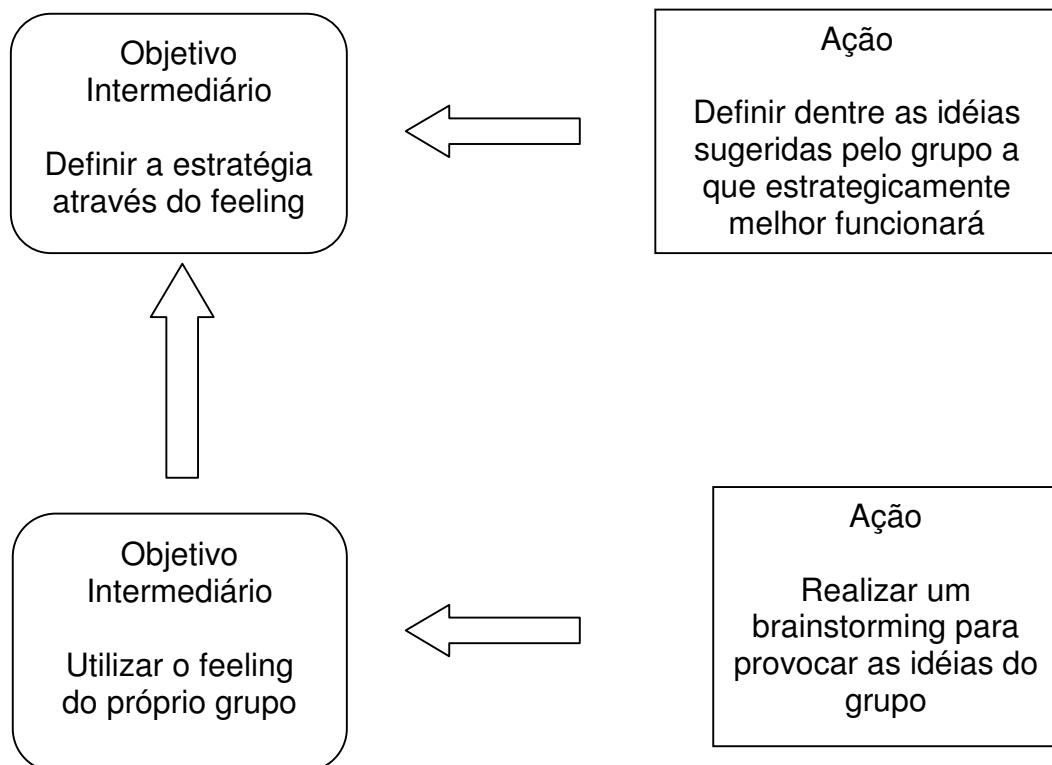 Objetivo
Intermediário
Definir a estratégia
através do feeling
Ação
Definir dentre as idéias
sugeridas pelo grupo a
que estrategicamente
melhor funcionará
Objetivo
Intermediário
Utilizar o feeling
do próprio grupo
Ação
Realizar um
brainstorming para
provocar as idéias do
grupo